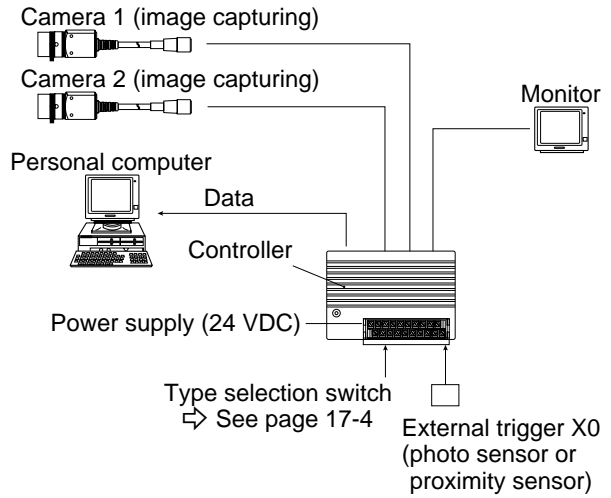 Camera 1 (image capturing)
Camera 2 (image capturing)
Monitor
Personal computer
Data
Controller
Power supply (24 VDC)
Type selection switch
⇨ See page 17-4
External trigger X0
(photo sensor or
proximity sensor)